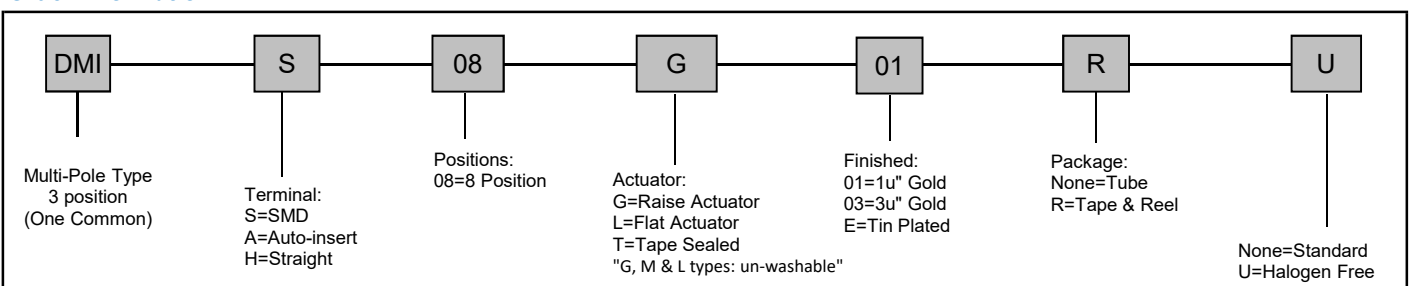 DMI S 08 G 01 R U
Multi-Pole Type
3 position
(One Common)
Terminal:
S=SMD
A=Auto-insert
H=Straight
Positions:
08=8 Position
Actuator:
G=Raise Actuator
L=Flat Actuator
T=Tape Sealed
"G, M & L types: un-washable"
Finished:
01=1u" Gold
03=3u" Gold
E=Tin Plated
Package:
None=Tube
R=Tape & Reel
None=Standard
U=Halogen Free